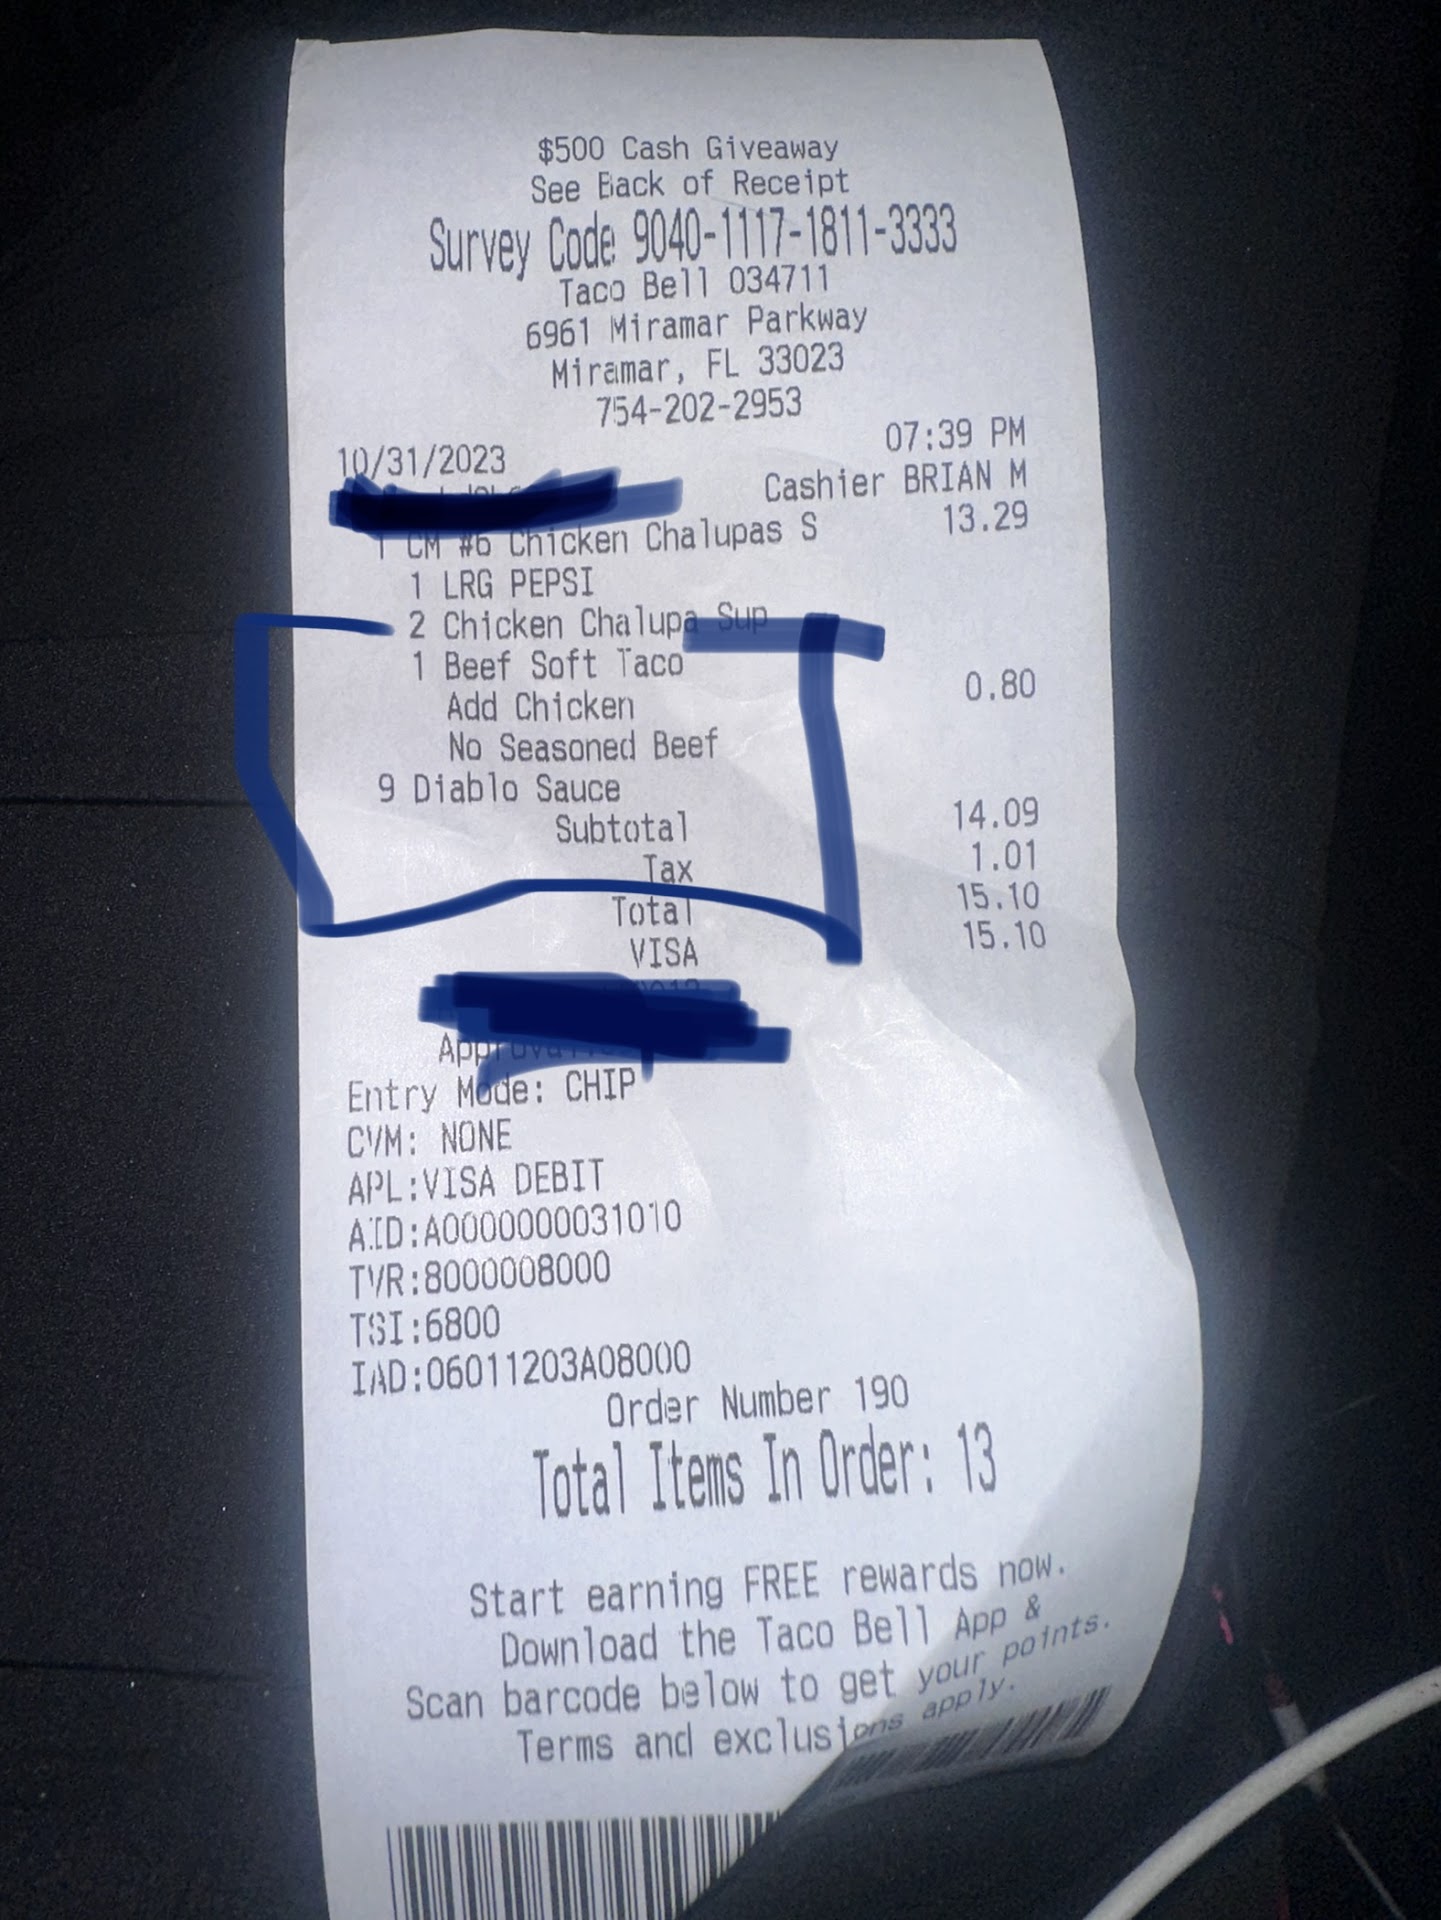 $500 Cash Giveaway
See Back of Receipt
Survey Code 9040-1117-1811-3333
Taco Bell 034711
6961 Miramar Parkway
Miramar, FL 33023
754-202-2953
10/31/2023 07:39 PM
Cashier BRIAN M
1 CM #6 Chicken Chalupas S 13.29
1 LRG PEPSI
2 Chicken Chalupa Sup
1 Beef Soft Taco
Add Chicken 0.80
No Seasoned Beef
9 Diablo Sauce
Subtotal 14.09
Tax 1.01
Total 15.10
VISA 15.10
Entry Mode: CHIP
CVM: NONE
APL:VISA DEBIT
AID:A0000000031010
TVR:8000008000
TSI:6800
IAD:06011203A08000
Order Number 190
Total Items In Order: 13
Start earning FREE rewards now.
Download the Taco Bell App &
Scan barcode below to get your points.
Terms and exclusions apply.